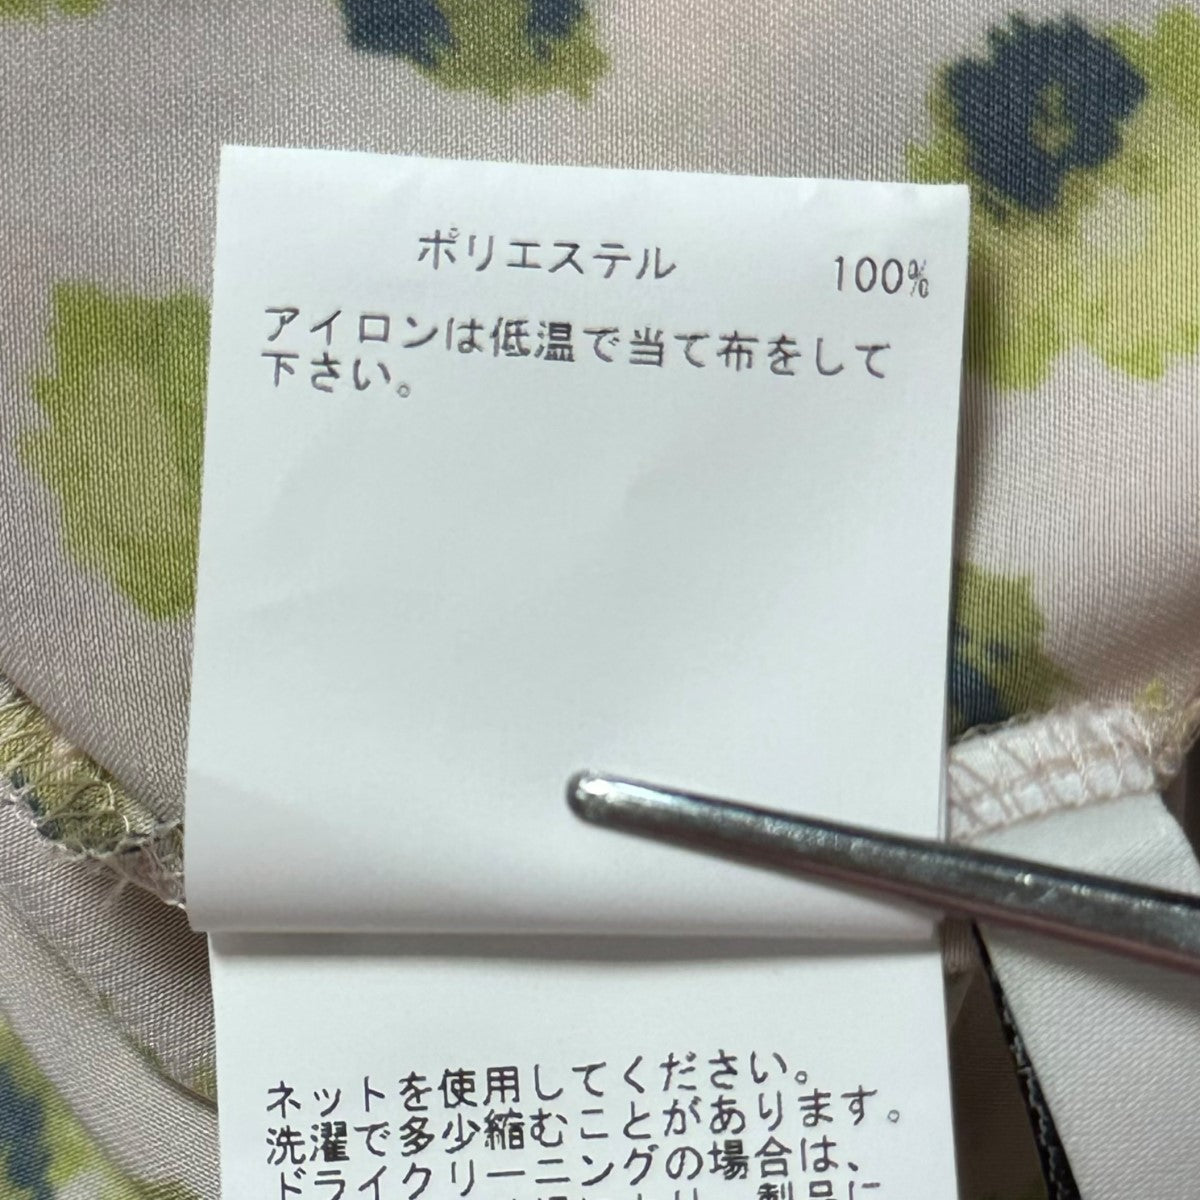 ポリエステル 100%
アイロンは低温で当て布をして
下さい。
ネットを使用してください。
洗濯で多少縮むことがあります。
ドライクリーニングの場合は、
製品に